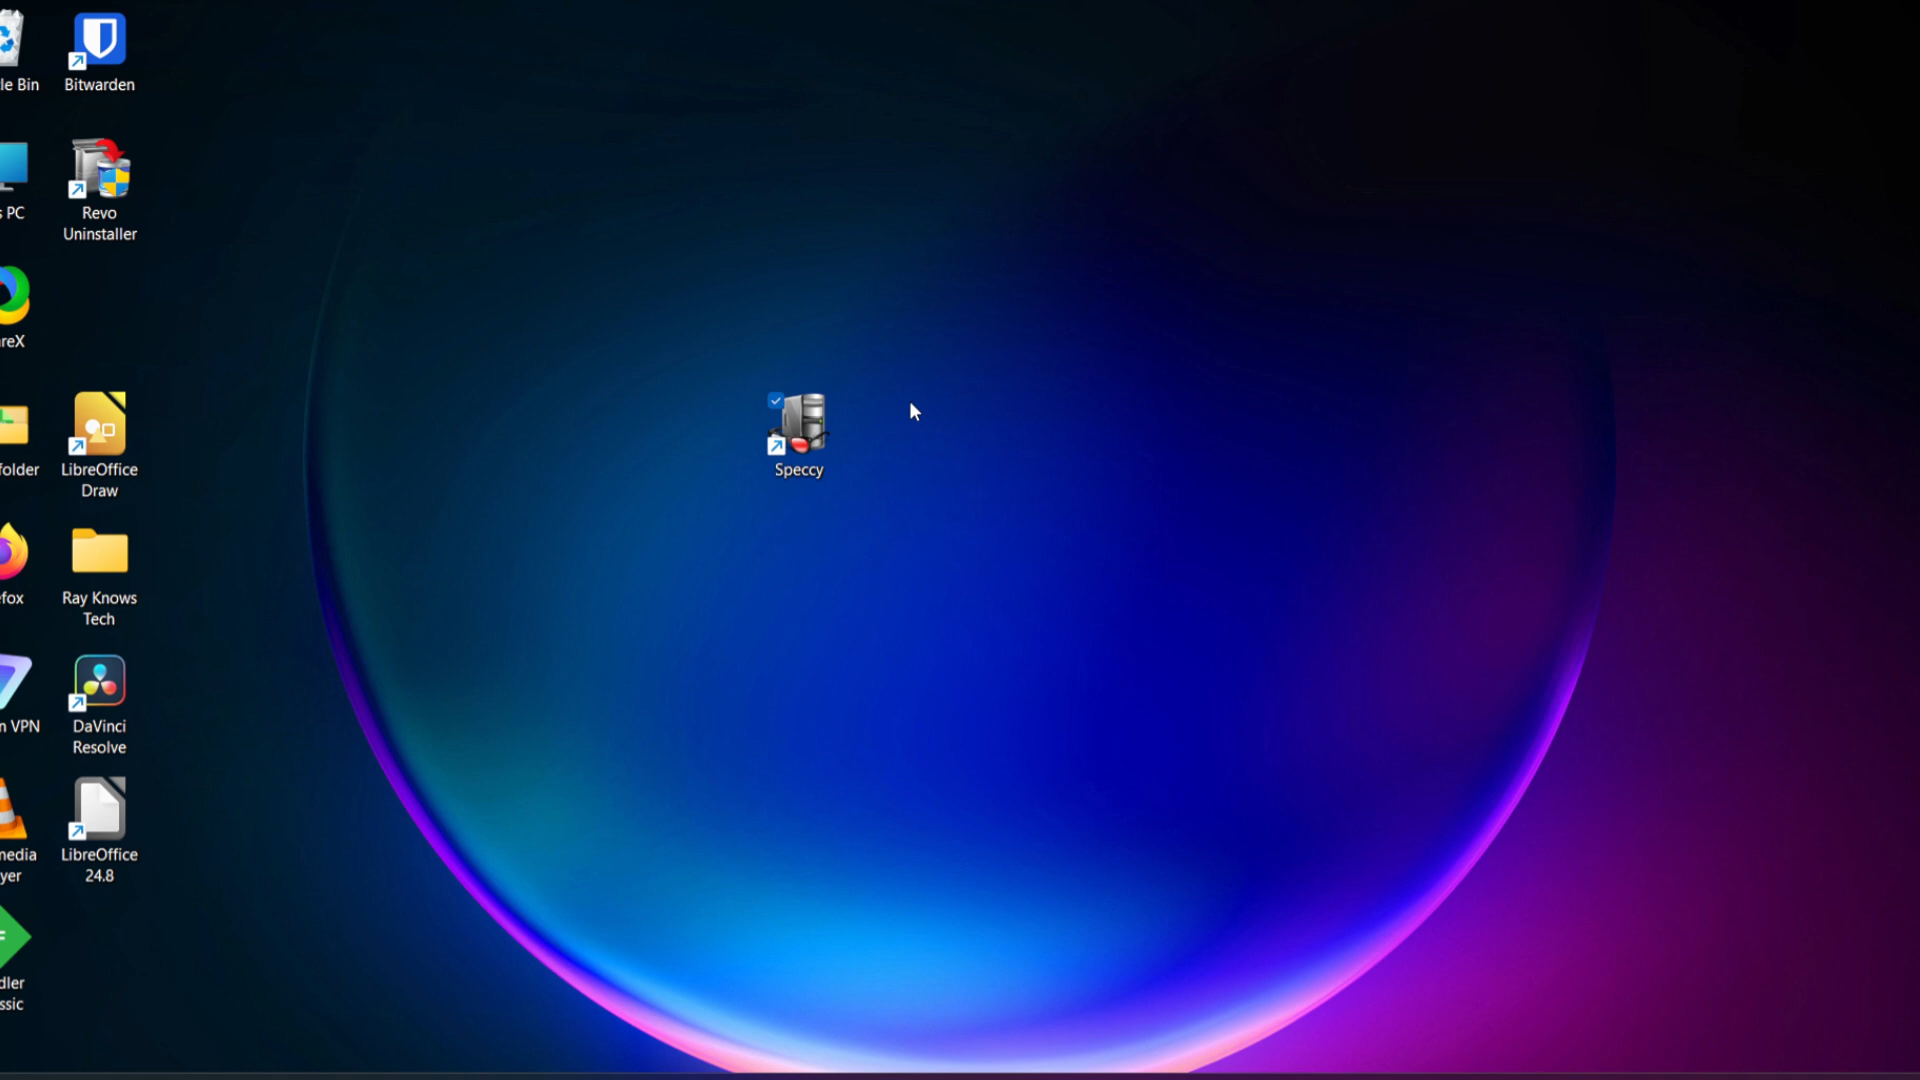 le Bin
Bitwarden
s PC
Revo
Uninstaller
reX
folder
LibreOffice
Draw
fox
Ray Knows
Tech
n VPN
DaVinci
Resolve
media
yer
LibreOffice
24.8
dler
ssic
Speccy